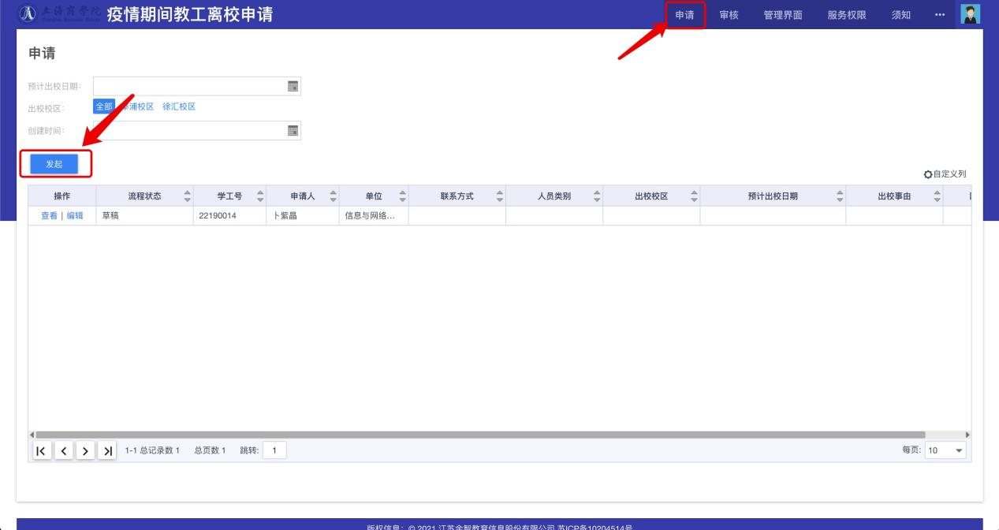 上海商学院 疫情期间教工离校申请 申请 审核 管理界面 服务权限 须知 ...
申请
预计出校日期:
出校校区: 全部 浦校区 徐汇校区
创建时间:
发起
自定义列
操作 流程状态 学工号 申请人 单位 联系方式 人员类别 出校校区 预计出校日期 出校事由
查看 | 编辑 草稿 22190014 卜紫晶 信息与网络...
1-1 总记录数 1 总页数 1 跳转: 1 每页: 10
版权信息: © 2021 江苏金智教育信息股份有限公司 苏ICP备10204514号